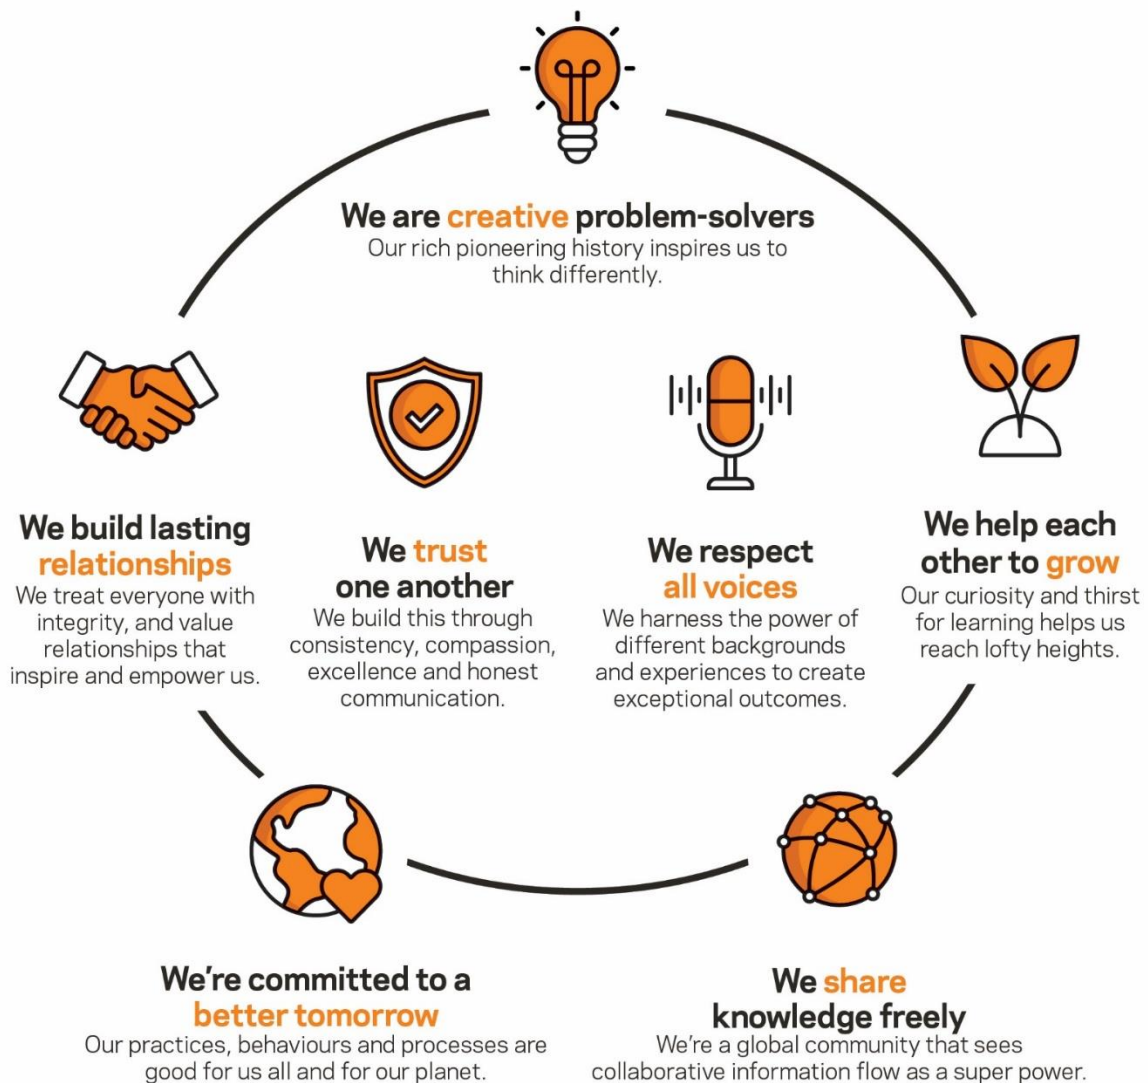 We are creative problem-solvers
Our rich pioneering history inspires us to
think differently.
We build lasting
relationships
We treat everyone with
integrity, and value
relationships that
inspire and empower us.
We trust
one another
We build this through
consistency, compassion,
excellence and honest
communication.
We respect
all voices
We harness the power of
different backgrounds
and experiences to create
exceptional outcomes.
We help each
other to grow
Our curiosity and thirst
for learning helps us
reach lofty heights.
We're committed to a
better tomorrow
Our practices, behaviours and processes are
good for us all and for our planet.
We share
knowledge freely
We're a global community that sees
collaborative information flow as a super power.